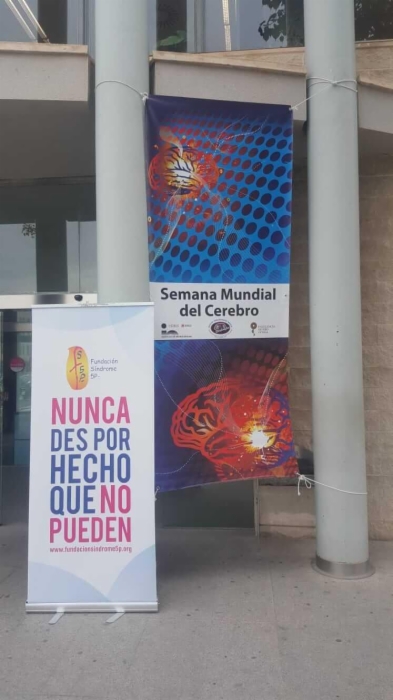 Semana Mundial
del Cerebro
Fundación
Síndrome
5P-
NUNCA
DES POR
HECHO
QUE NO
PUEDEN
www.fundacionsindrome5p.org